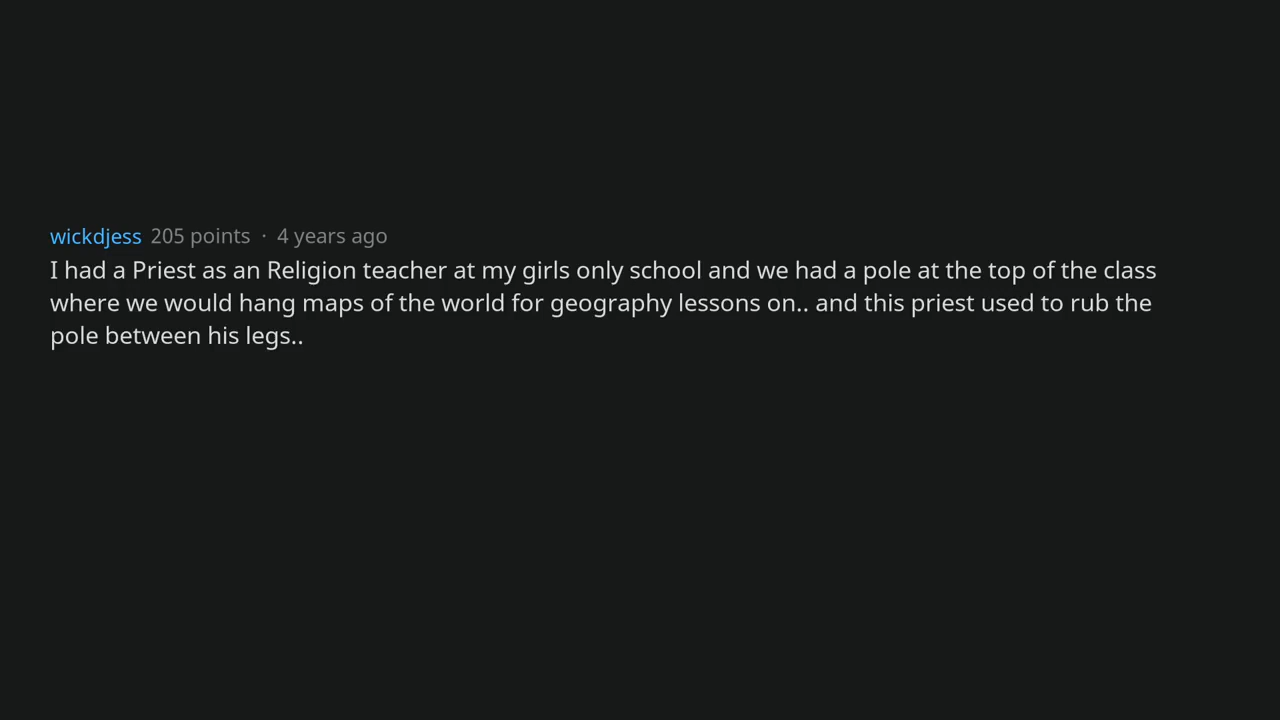 wickdjess 205 points · 4 years ago
I had a Priest as an Religion teacher at my girls only school and we had a pole at the top of the class
where we would hang maps of the world for geography lessons on.. and this priest used to rub the
pole between his legs..